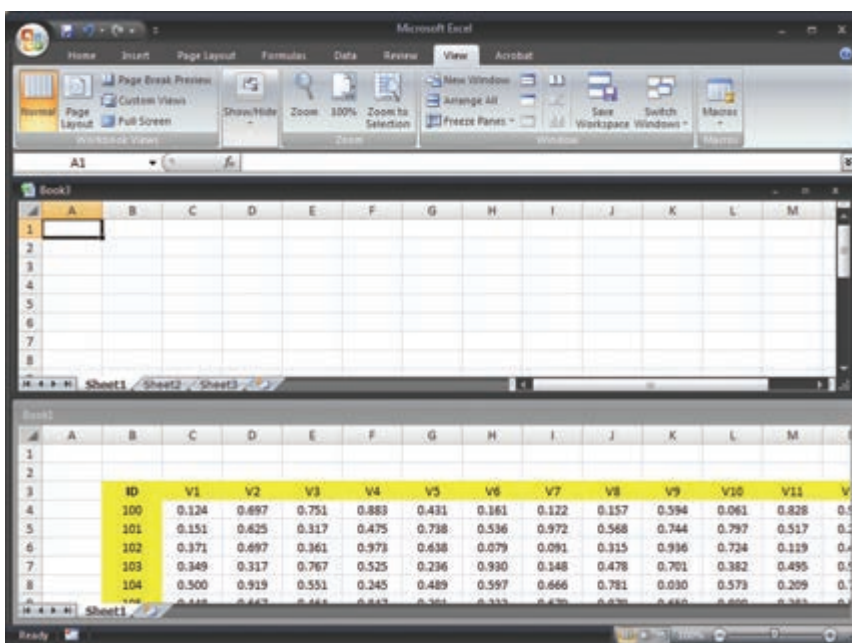 Microsoft Excel
Home Insert Page Layout Formulas Data Review View Acrobat
Normal Page Layout Page Break Preview Custom Views Full Screen Show/Hide Zoom 100% Zoom to Selection New Window Arrange All Freeze Panes Save Workspace Switch Windows Macros
Workbook Views Zoom Window Macros
A1 fx
A B C D E F G H I J K L M
1
2
3
4
5
6
7
8
Sheet1 Sheet2 Sheet3
A B C D E F G H I J K L M
1
2
3 ID V1 V2 V3 V4 V5 V6 V7 V8 V9 V10 V11 V
4 100 0.124 0.697 0.751 0.883 0.431 0.161 0.122 0.157 0.594 0.061 0.828
5 101 0.151 0.625 0.317 0.475 0.738 0.536 0.972 0.568 0.744 0.797 0.517
6 102 0.371 0.697 0.361 0.973 0.638 0.079 0.091 0.315 0.936 0.724 0.119
7 103 0.349 0.317 0.767 0.525 0.236 0.930 0.148 0.478 0.701 0.382 0.495
8 104 0.500 0.919 0.551 0.245 0.489 0.597 0.666 0.781 0.030 0.573 0.209
Sheet1
Ready 100%